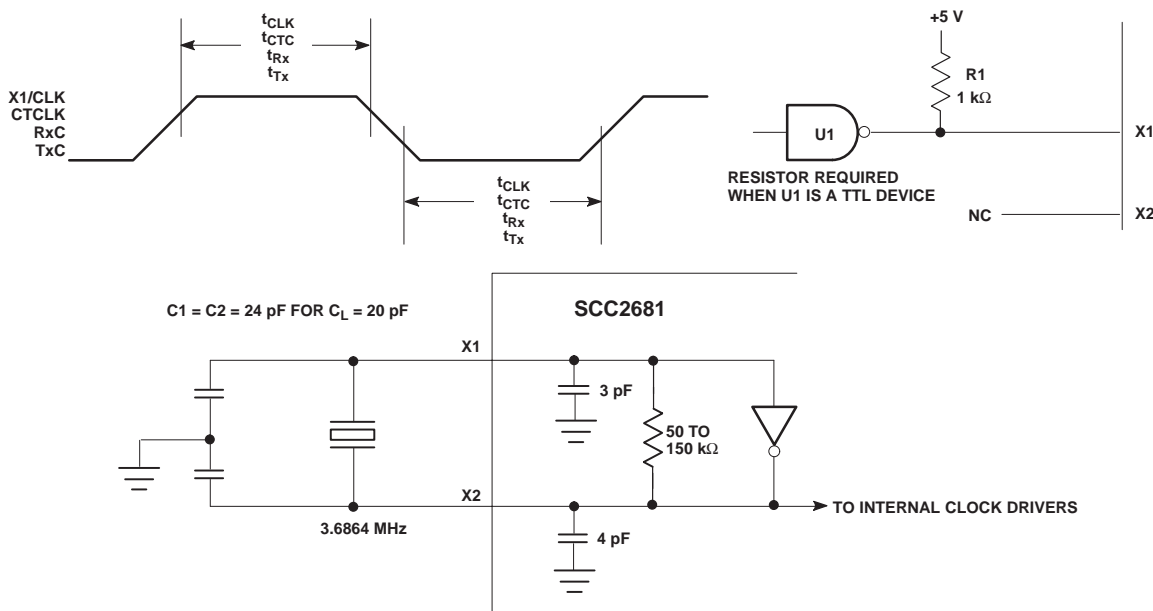 tCLK
tCTC
tRx
tTx
X1/CLK
CTCLK
RxC
TxC
tCLK
tCTC
tRx
tTx
+5 V
R1
1 kΩ
U1
X1
RESISTOR REQUIRED
WHEN U1 IS A TTL DEVICE
NC
X2
C1 = C2 = 24 pF FOR CL = 20 pF
SCC2681
X1
3 pF
50 TO
150 kΩ
X2
TO INTERNAL CLOCK DRIVERS
3.6864 MHz
4 pF